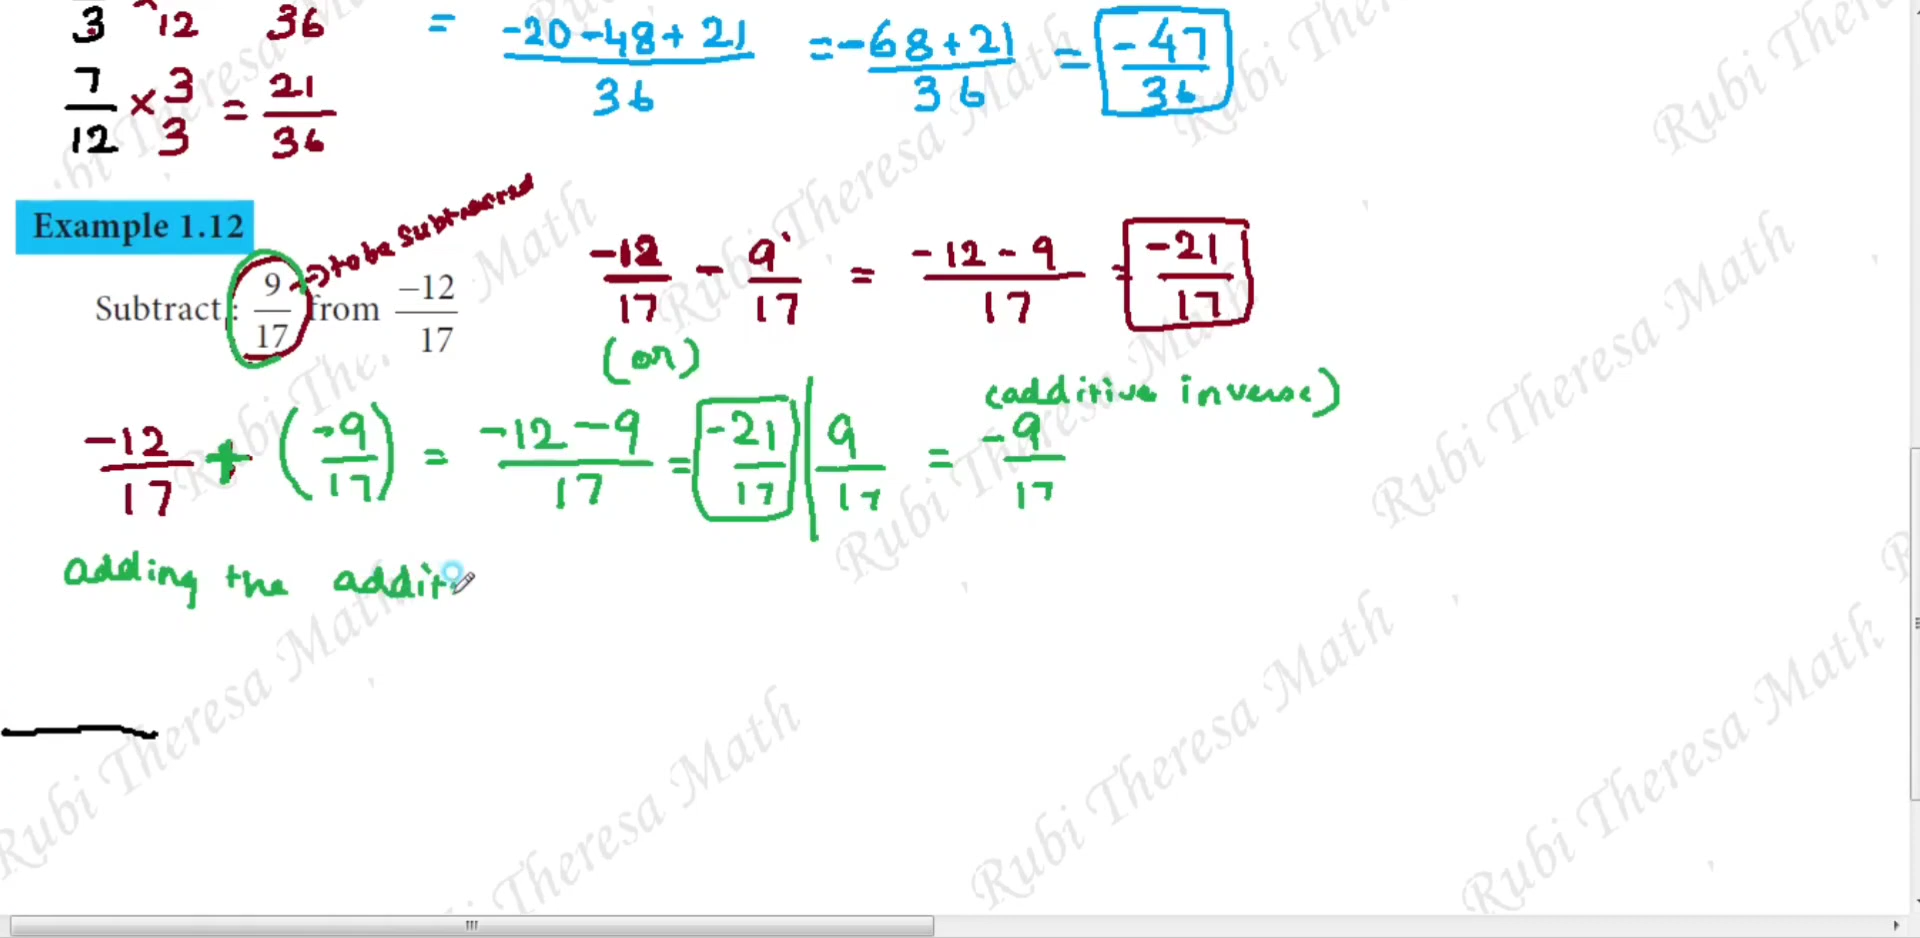 3 12 36 = -20-48+21/36 = -68+21/36 = -47/36
7/12 × 3/3 = 21/36
Example 1.12
→ to be Subtracted
Subtract : 9/17 from -12/17
-12/17 - 9/17 = -12-9/17 = -21/17
(or)
(additive inverse)
-12/17 + (-9/17) = -12-9/17 = -21/17 | 9/17 = -9/17
adding the addit
Rubi Theresa Math